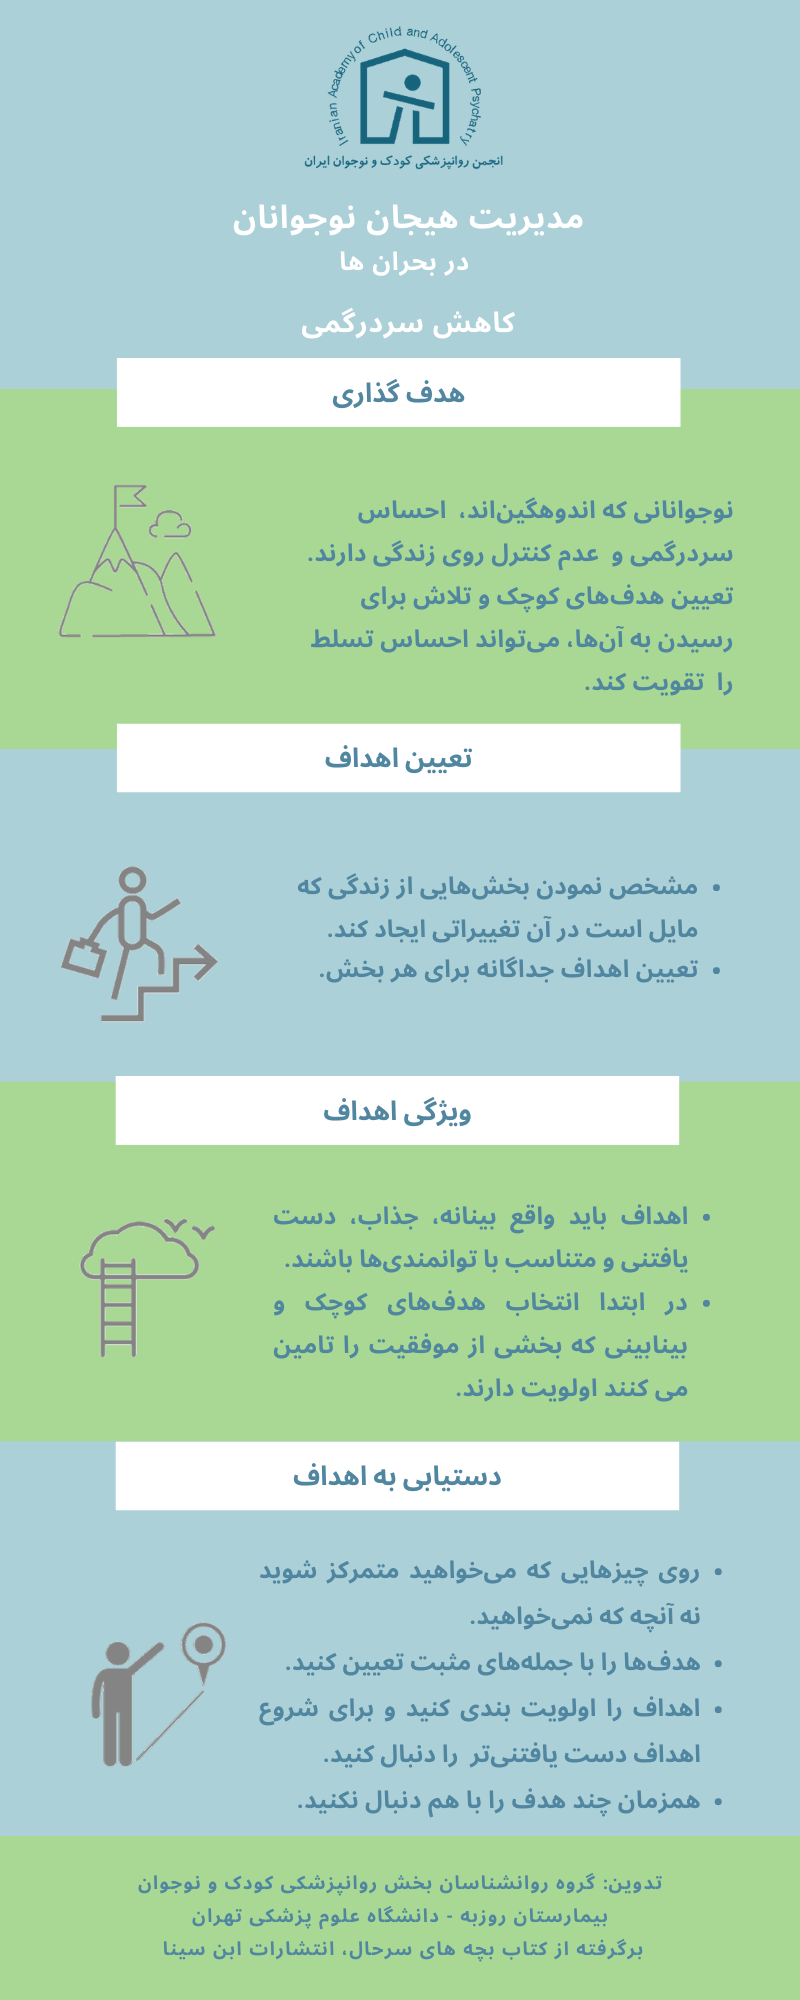 Iranian Academy of Child and Adolescent Psychatry
انجمن روانپزشکی کودک و نوجوان ایران
مدیریت هیجان نوجوانان
در بحران ها
کاهش سردرگمی
هدف گذاری
نوجوانانی که اندوهگین‌اند، احساس
سردرگمی و عدم کنترل روی زندگی دارند.
تعیین هدف‌های کوچک و تلاش برای
رسیدن به آن‌ها، می‌تواند احساس تسلط
را تقویت کند.
تعیین اهداف
• مشخص نمودن بخش‌هایی از زندگی که
مایل است در آن تغییراتی ایجاد کند.
• تعیین اهداف جداگانه برای هر بخش.
ویژگی اهداف
• اهداف باید واقع بینانه، جذاب، دست
یافتنی و متناسب با توانمندی‌ها باشند.
• در ابتدا انتخاب هدف‌های کوچک و
بینابینی که بخشی از موفقیت را تامین
می کنند اولویت دارند.
دستیابی به اهداف
• روی چیزهایی که می‌خواهید متمرکز شوید
نه آنچه که نمی‌خواهید.
• هدف‌ها را با جمله‌های مثبت تعیین کنید.
• اهداف را اولویت بندی کنید و برای شروع
اهداف دست یافتنی‌تر را دنبال کنید.
• همزمان چند هدف را با هم دنبال نکنید.
تدوین: گروه روانشناسان بخش روانپزشکی کودک و نوجوان
بیمارستان روزبه - دانشگاه علوم پزشکی تهران
برگرفته از کتاب بچه های سرحال، انتشارات ابن سینا